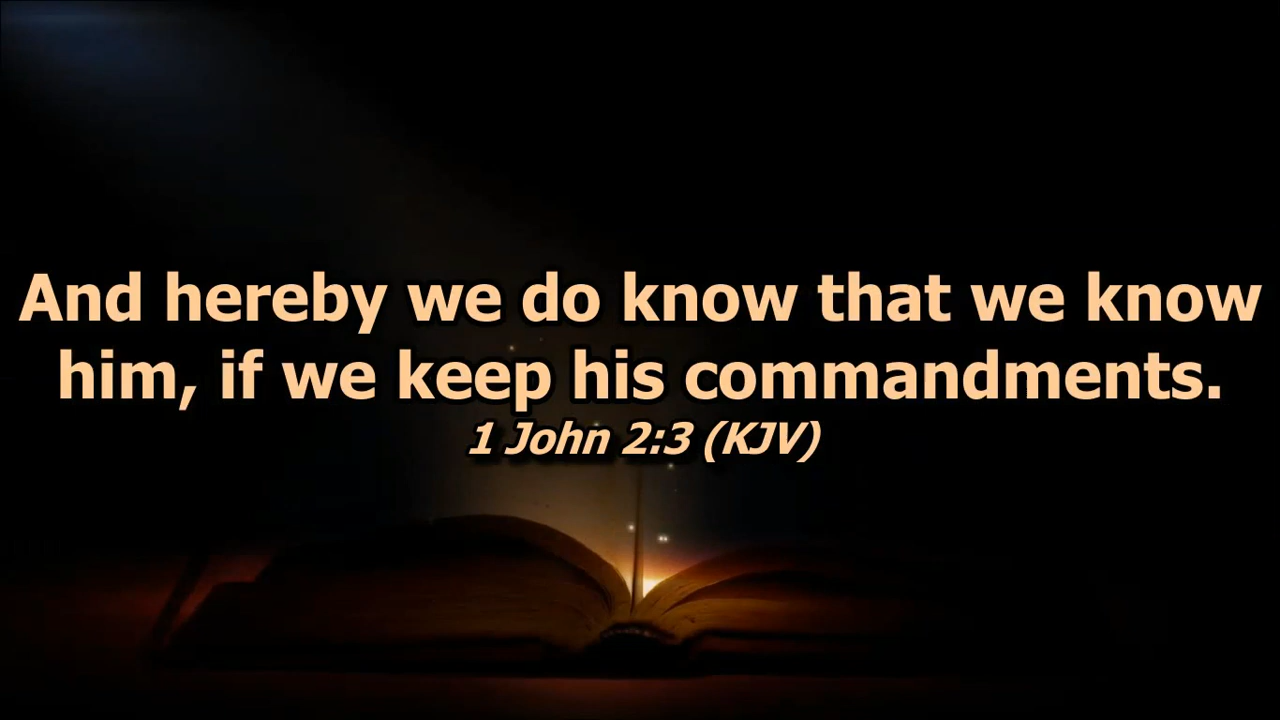 And hereby we do know that we know
him, if we keep his commandments.
1 John 2:3 (KJV)